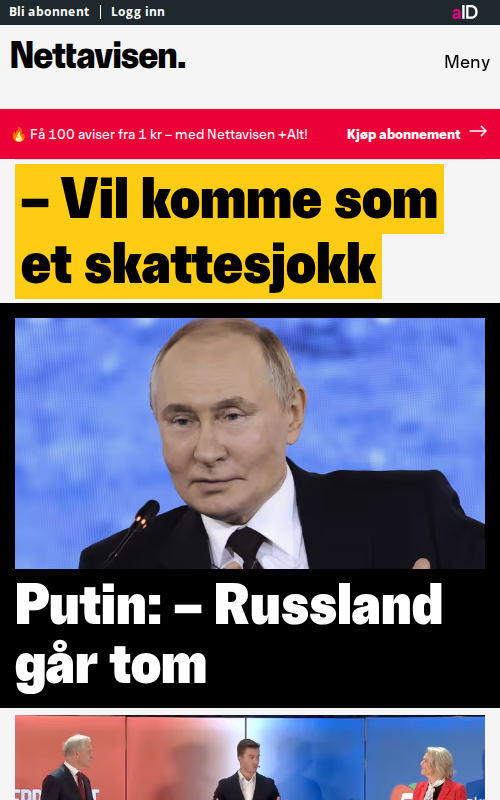 Bli abonnent | Logg inn
aID
Nettavisen.
Meny
🔥 Få 100 aviser fra 1 kr – med Nettavisen +Alt!
Kjøp abonnement →
– Vil komme som
et skattesjokk
Putin: – Russland
går tom